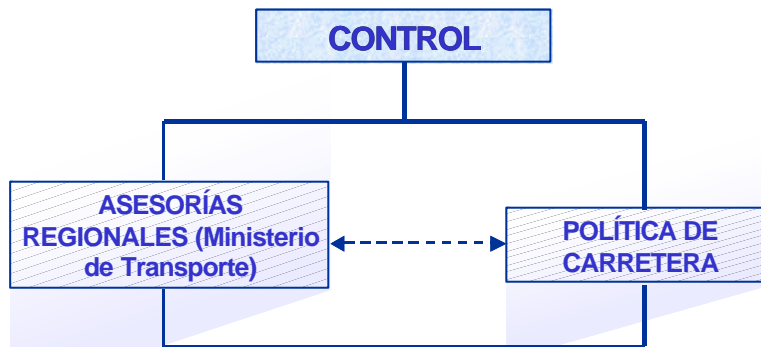 CONTROL
ASESORÍAS
REGIONALES (Ministerio
de Transporte)
POLÍTICA DE
CARRETERA